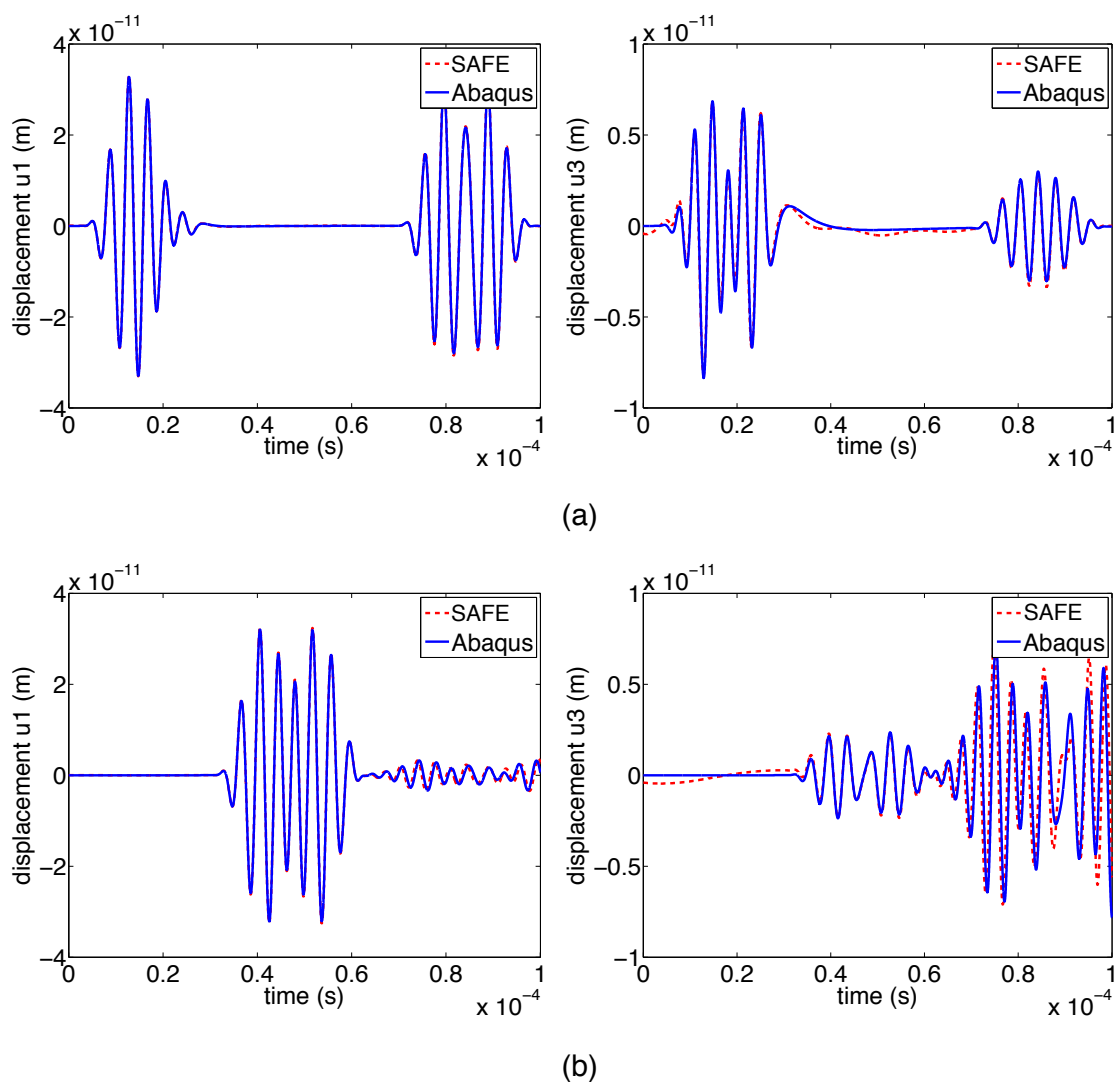 x 10⁻¹¹
4
2
0
−2
−4
displacement u1 (m)
SAFE
Abaqus
0 0.2 0.4 0.6 0.8 1
time (s)
x 10⁻⁴
x 10⁻¹¹
1
0.5
0
−0.5
−1
displacement u3 (m)
SAFE
Abaqus
0 0.2 0.4 0.6 0.8 1
time (s)
x 10⁻⁴
(a)
x 10⁻¹¹
4
2
0
−2
−4
displacement u1 (m)
SAFE
Abaqus
0 0.2 0.4 0.6 0.8 1
time (s)
x 10⁻⁴
x 10⁻¹¹
1
0.5
0
−0.5
−1
displacement u3 (m)
SAFE
Abaqus
0 0.2 0.4 0.6 0.8 1
time (s)
x 10⁻⁴
(b)